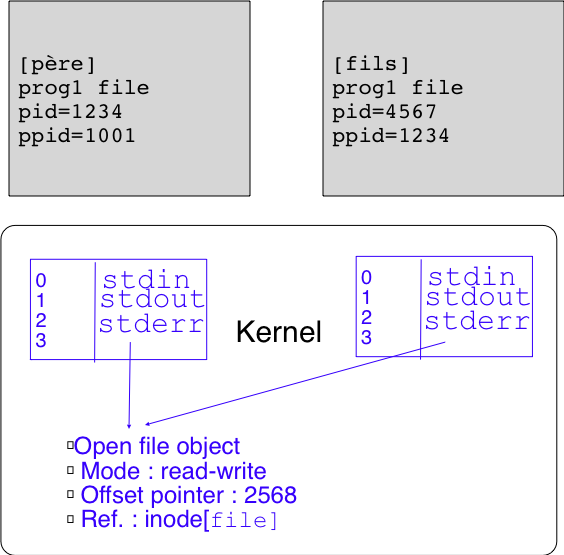 [père]
prog1 file
pid=1234
ppid=1001
[fils]
prog1 file
pid=4567
ppid=1234
0 stdin
1 stdout
2 stderr
3
Kernel
0 stdin
1 stdout
2 stderr
3
Open file object
Mode : read-write
Offset pointer : 2568
Ref. : inode[file]